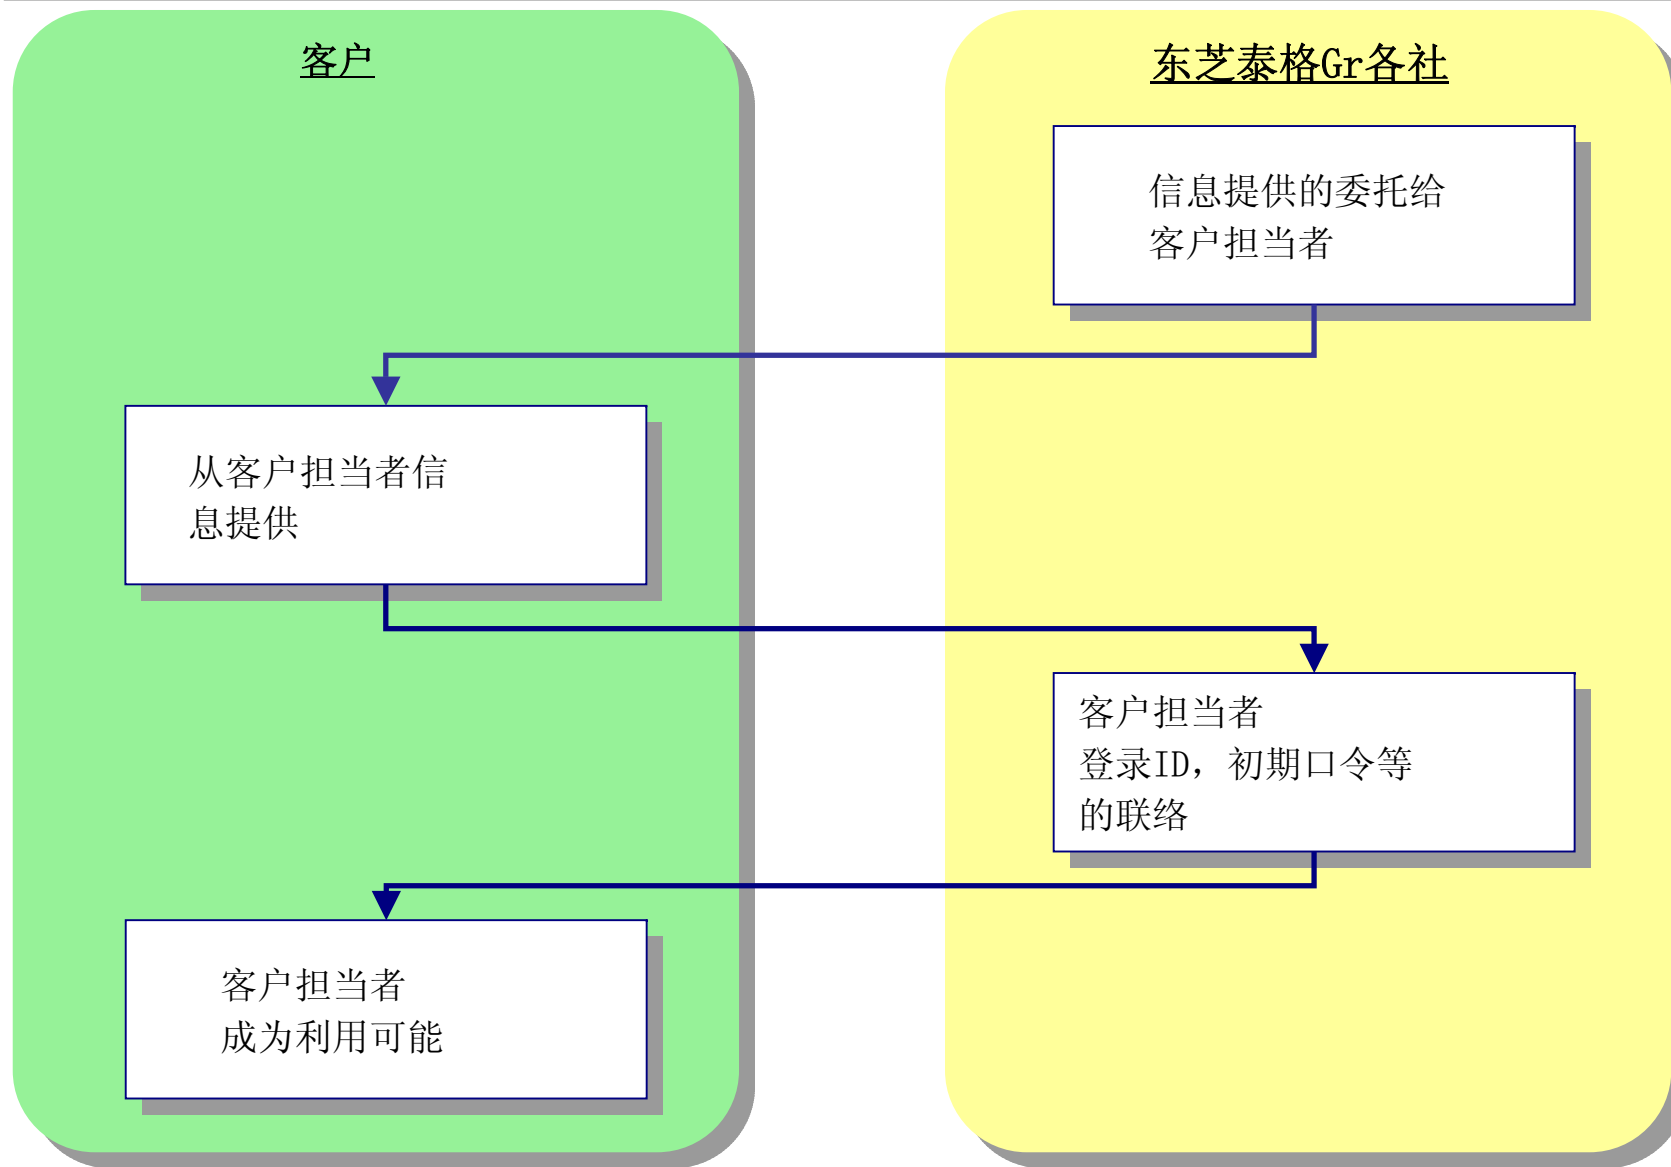 客户
东芝泰格Gr各社
信息提供的委托给
客户担当者
从客户担当者信
息提供
客户担当者
登录ID，初期口令等
的联络
客户担当者
成为利用可能